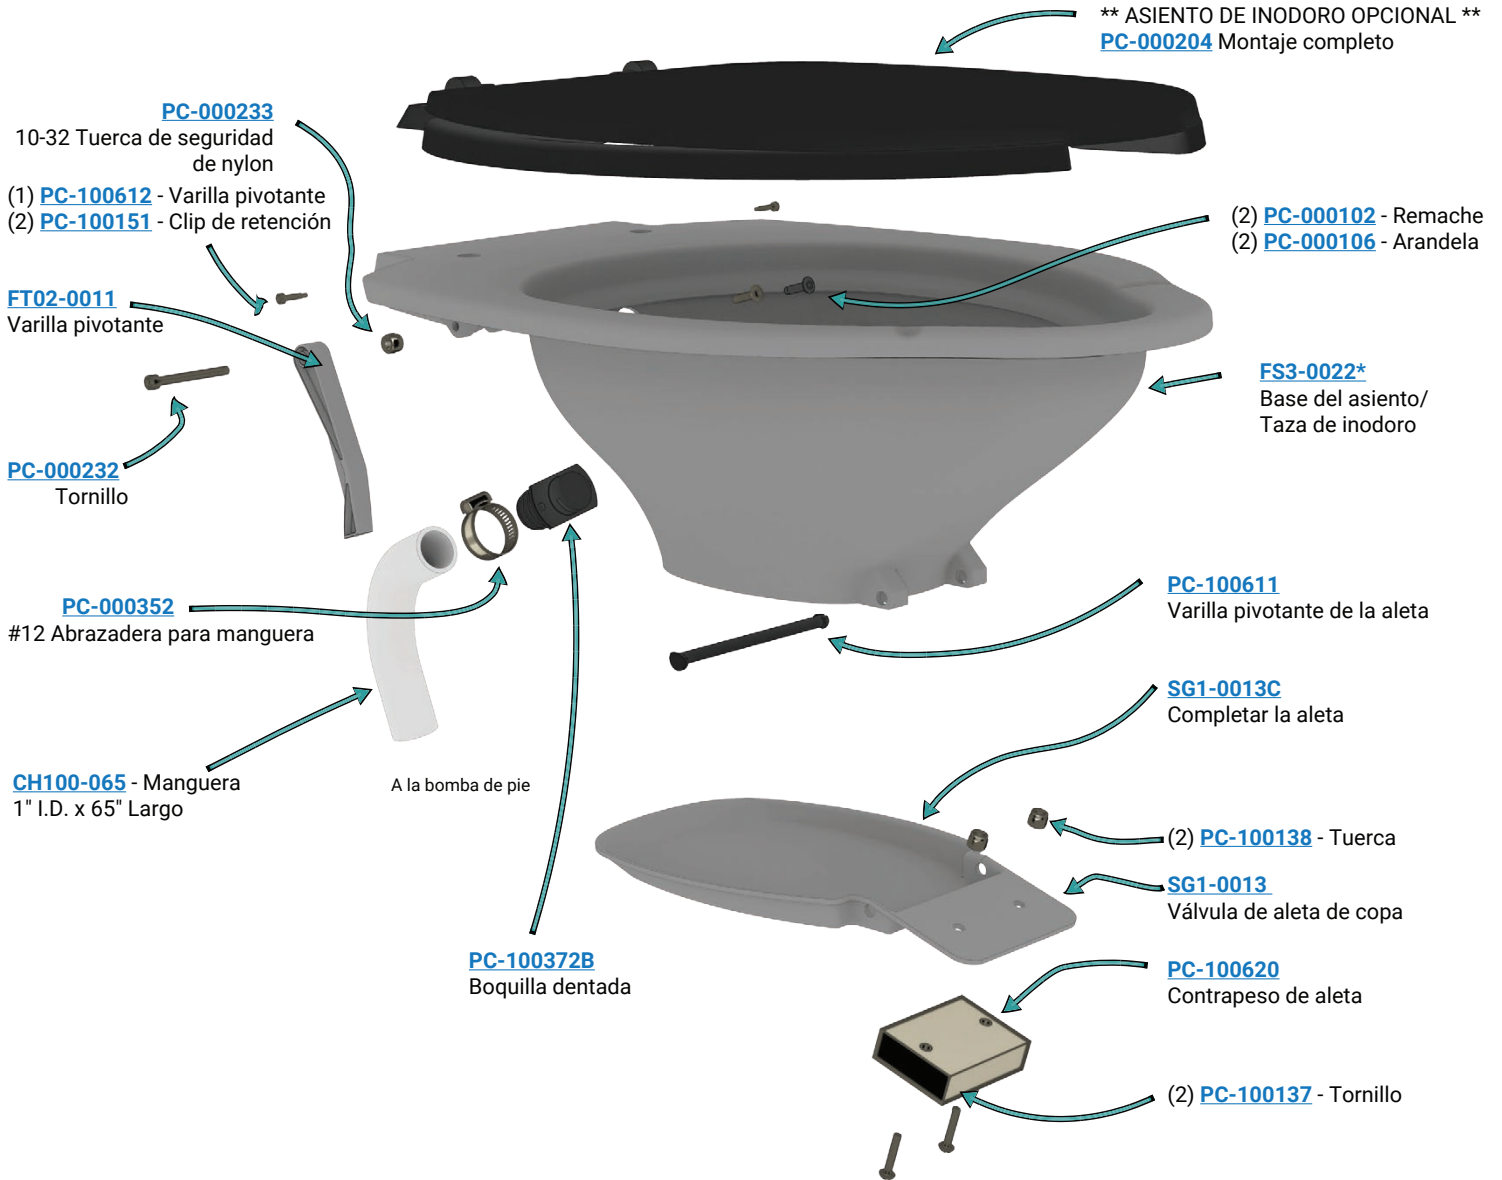 ** ASIENTO DE INODORO OPCIONAL **
PC-000204 Montaje completo
PC-000233
10-32 Tuerca de seguridad
de nylon
(1) PC-100612 - Varilla pivotante
(2) PC-100151 - Clip de retención
(2) PC-000102 - Remache
(2) PC-000106 - Arandela
FT02-0011
Varilla pivotante
FS3-0022*
Base del asiento/
Taza de inodoro
PC-000232
Tornillo
PC-000352
#12 Abrazadera para manguera
PC-100611
Varilla pivotante de la aleta
SG1-0013C
Completar la aleta
CH100-065 - Manguera
1" I.D. x 65" Largo
A la bomba de pie
(2) PC-100138 - Tuerca
SG1-0013
Válvula de aleta de copa
PC-100372B
Boquilla dentada
PC-100620
Contrapeso de aleta
(2) PC-100137 - Tornillo